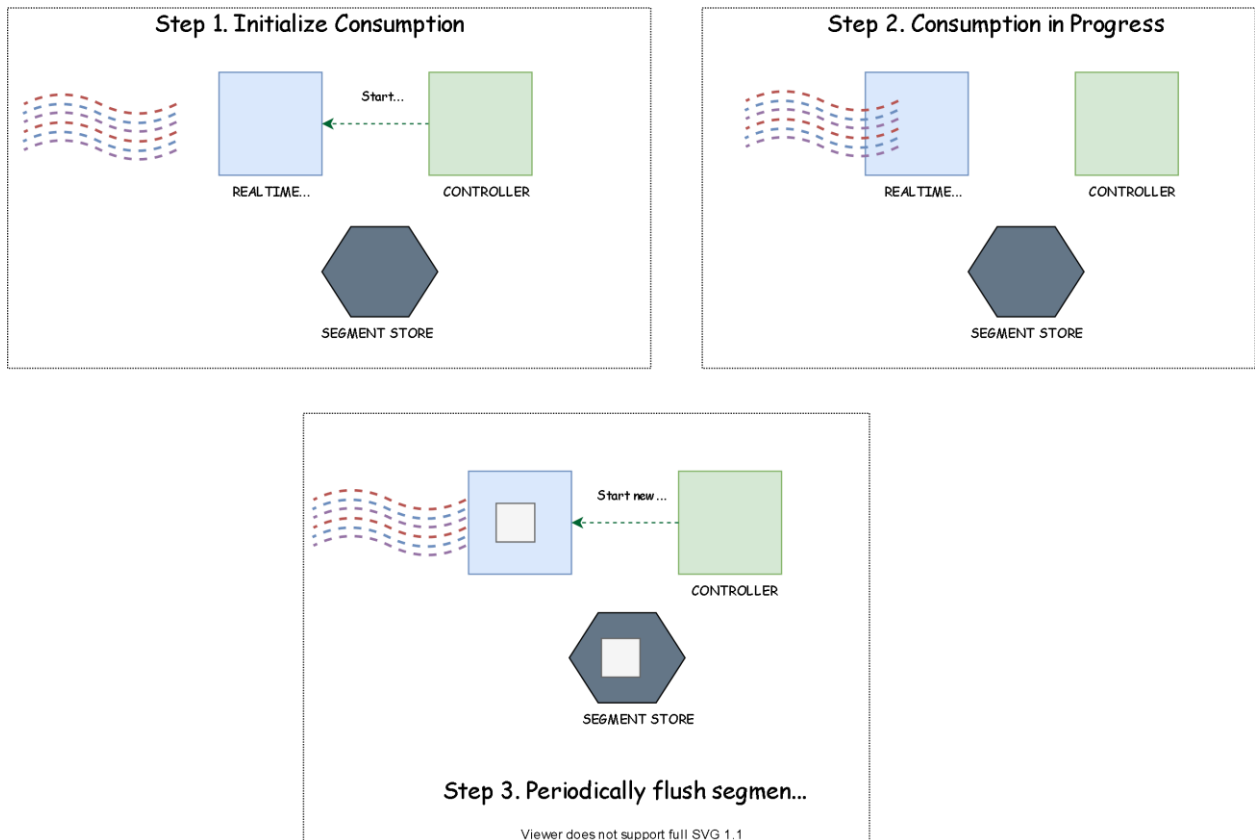 Step 1. Initialize Consumption
Start...
REALTIME...
CONTROLLER
SEGMENT STORE
Step 2. Consumption in Progress
REALTIME...
CONTROLLER
SEGMENT STORE
Start new ...
CONTROLLER
SEGMENT STORE
Step 3. Periodically flush segmen...
Viewer does not support full SVG 1.1